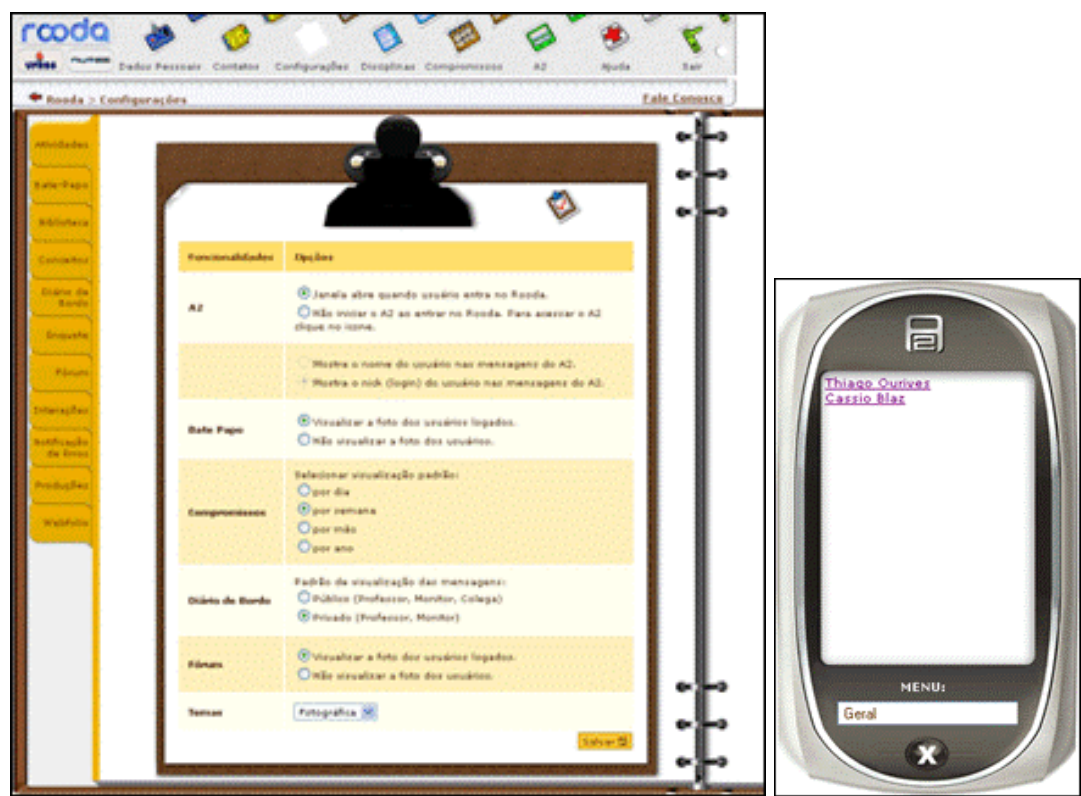 rooda
UFRGS NUTED
Dados Pessoais Contatos Configurações Disciplinas Compromissos A2 Ajuda Sair
Rooda > Configurações Fale Conosco
Atividades
Bate-Papo
Biblioteca
Conceitos
Diário de
Bordo
Enquete
Fórum
Interações
Notificação
de Erros
Produções
Webfolio
Funcionalidades Opções
A2
Janela abre quando usuário entra no Rooda.
Não iniciar o A2 ao entrar no Rooda. Para acessar o A2
clique no icone.
Mostra o nome do usuário nas mensagens do A2.
Mostra o nick (login) do usuário nas mensagens do A2.
Bate Papo
Visualizar a foto dos usuários logados.
Não visualizar a foto dos usuários.
Compromissos
Selecionar visualização padrão:
por dia
por semana
por mês
por ano
Diário de Bordo
Padrão de visualização das mensagens:
Público (Professor, Monitor, Colega)
Privado (Professor, Monitor)
Fórum
Visualizar a foto dos usuários logados.
Não visualizar a foto dos usuários.
Temas Fotográfica
Salvar
2
Thiago Ourives
Cassio Blaz
MENU:
Geral
X